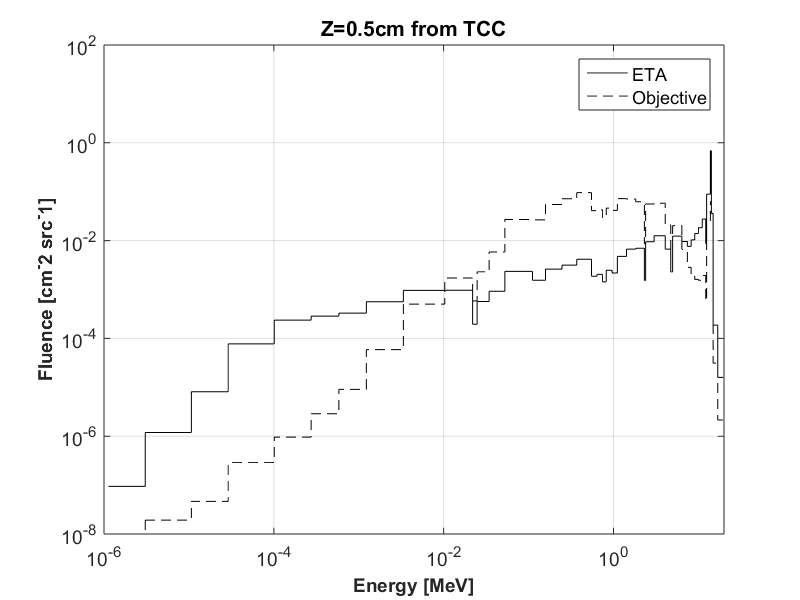 Z=0.5cm from TCC
ETA
Objective
10^2
10^0
10^-2
10^-4
10^-6
10^-8
Fluence [cm^-2 src^-1]
10^-6
10^-4
10^-2
10^0
Energy [MeV]